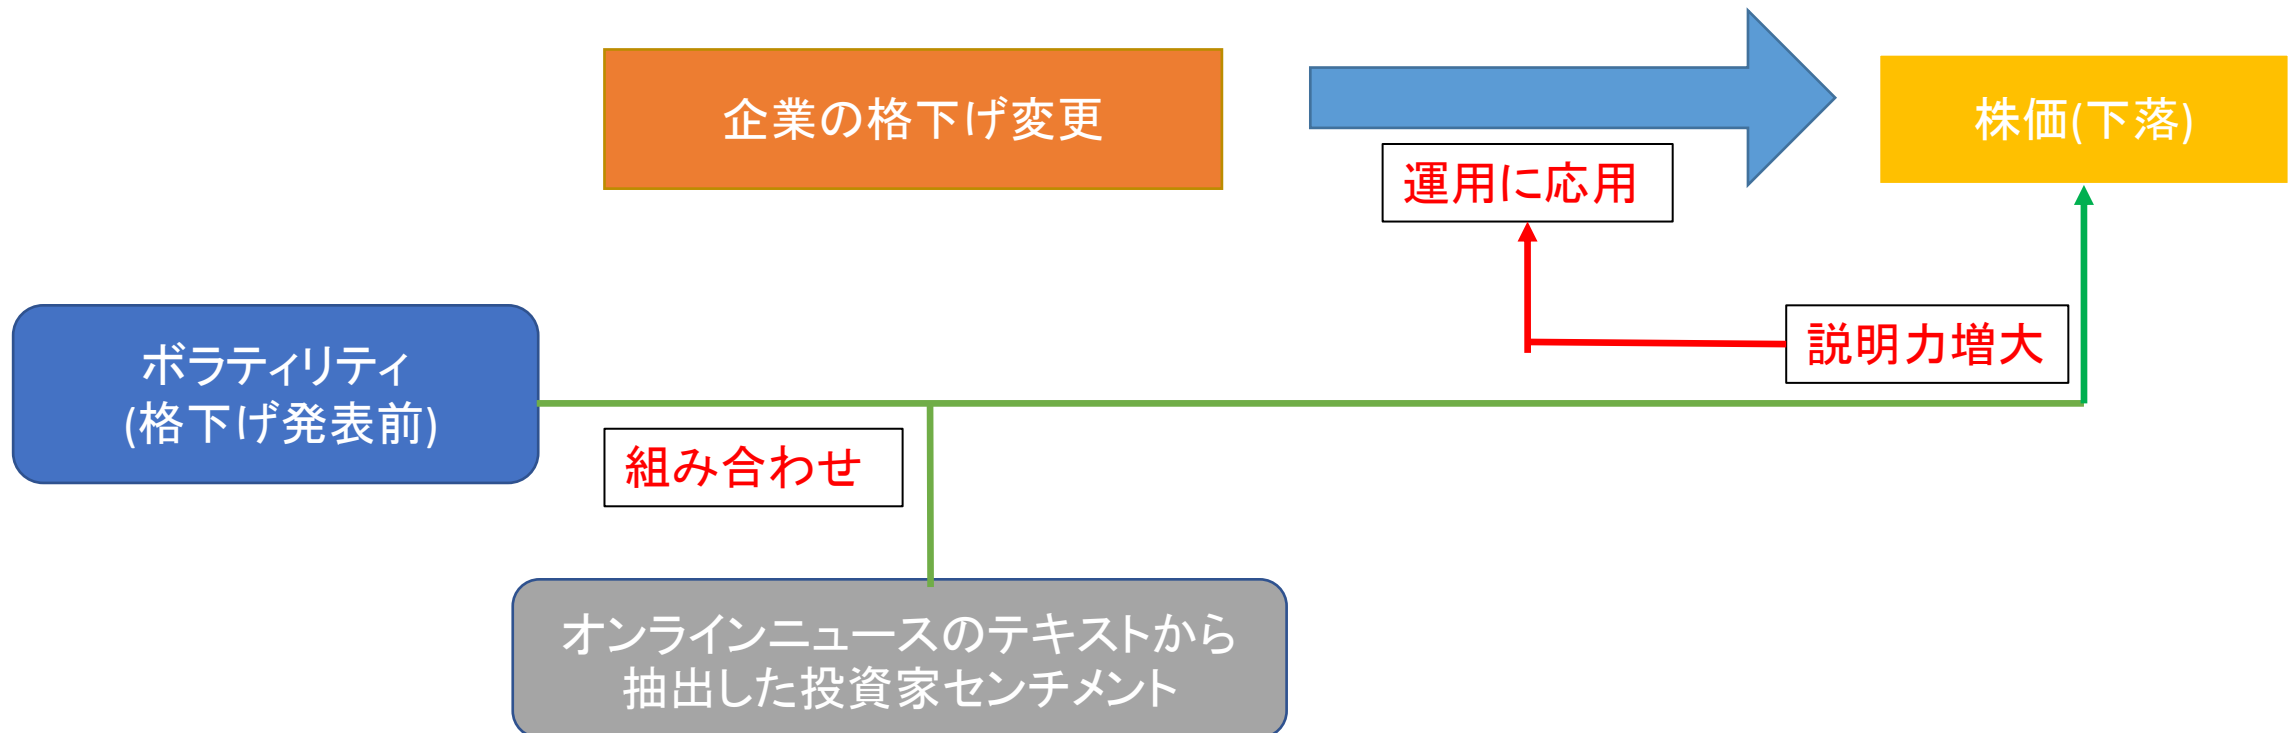 企業の格下げ変更
株価(下落)
運用に応用
説明力増大
ボラティリティ
(格下げ発表前)
組み合わせ
オンラインニュースのテキストから
抽出した投資家センチメント